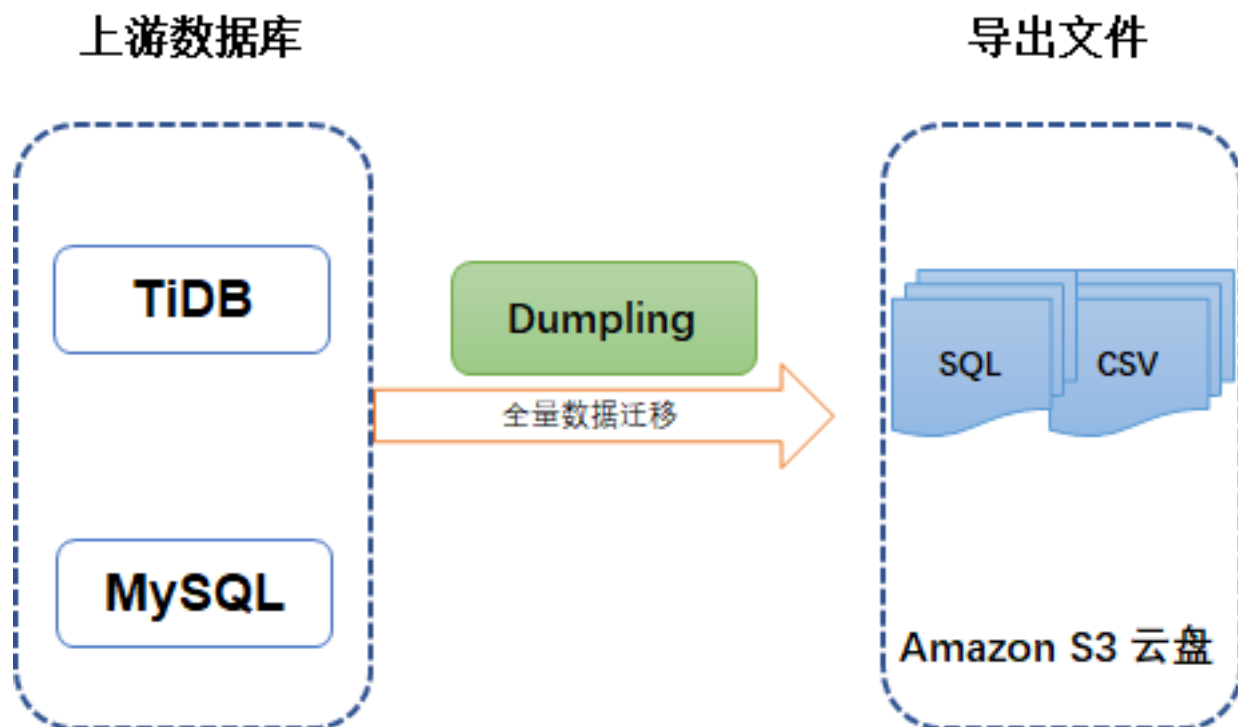 上游数据库
导出文件
TiDB
Dumpling
SQL
CSV
全量数据迁移
MySQL
Amazon S3 云盘